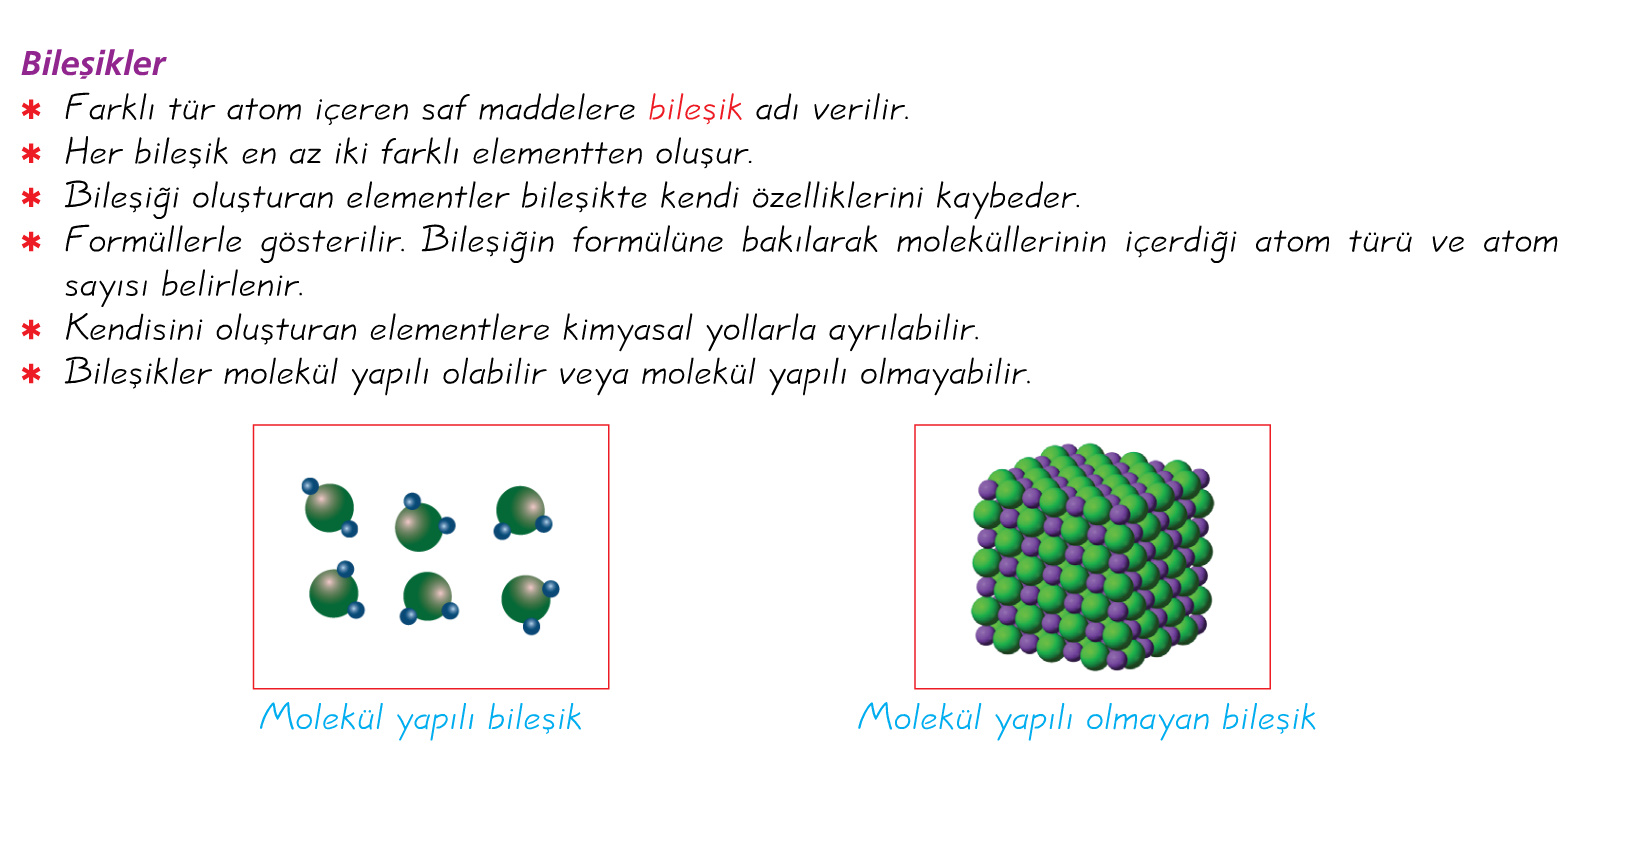 Bileşikler
* Farklı tür atom içeren saf maddelere bileşik adı verilir.
* Her bileşik en az iki farklı elementten oluşur.
* Bileşiği oluşturan elementler bileşikte kendi özelliklerini kaybeder.
* Formüllerle gösterilir. Bileşiğin formülüne bakılarak moleküllerinin içerdiği atom türü ve atom
sayısı belirlenir.
* Kendisini oluşturan elementlere kimyasal yollarla ayrılabilir.
* Bileşikler molekül yapılı olabilir veya molekül yapılı olmayabilir.
Molekül yapılı bileşik
Molekül yapılı olmayan bileşik